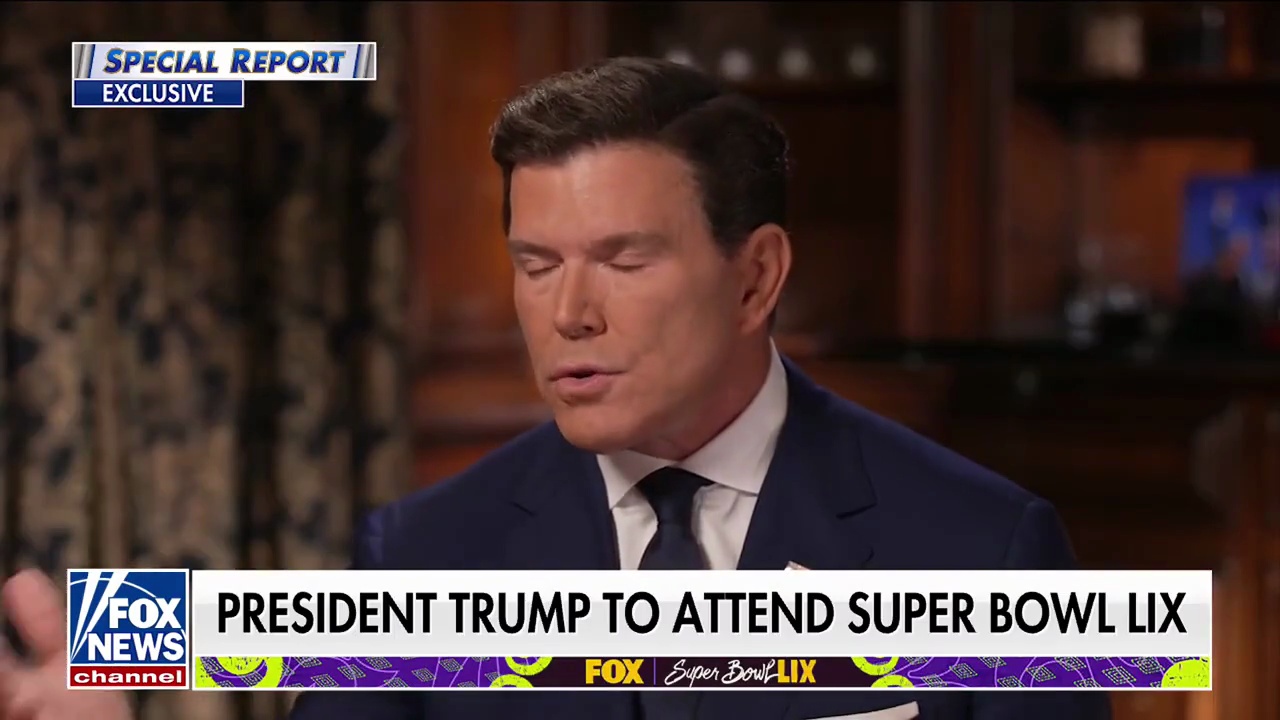 SPECIAL REPORT
EXCLUSIVE
FOX
NEWS
channel
PRESIDENT TRUMP TO ATTEND SUPER BOWL LIX
FOX Super Bowl LIX